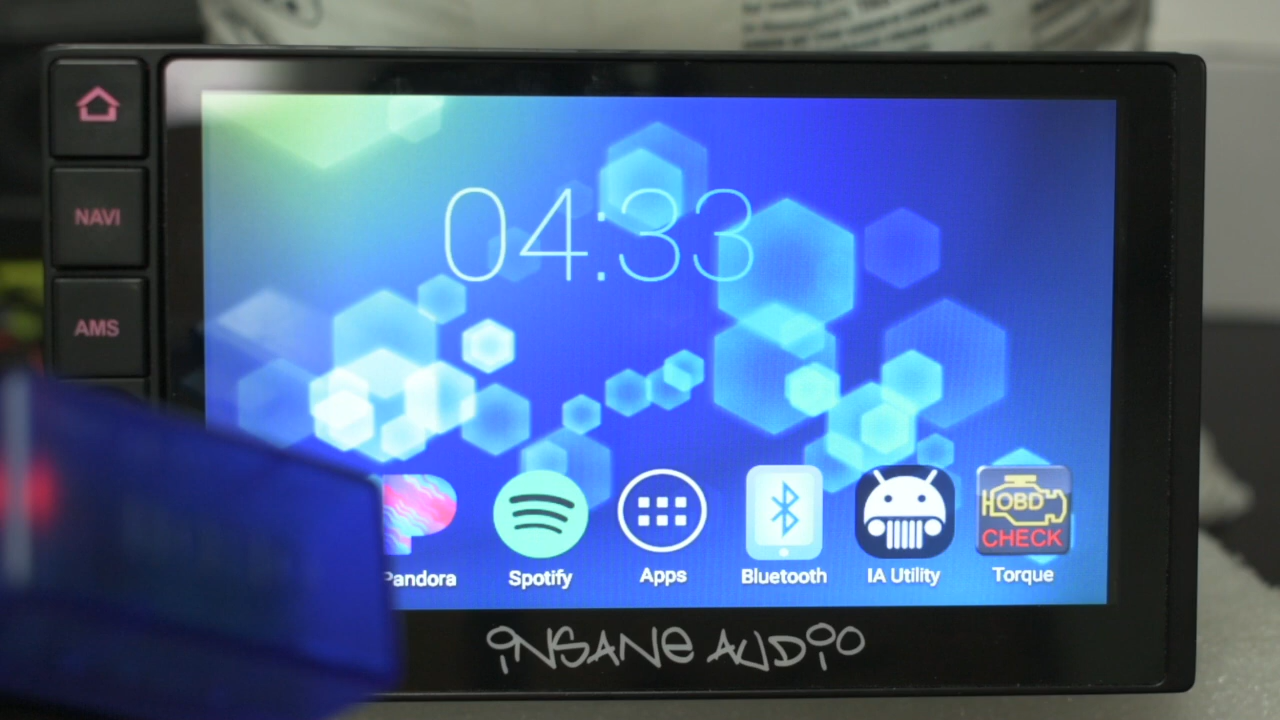 NAVI
AMS
04:33
Pandora
Spotify
Apps
Bluetooth
IA Utility
OBD
CHECK
Torque
INSANE AUDIO